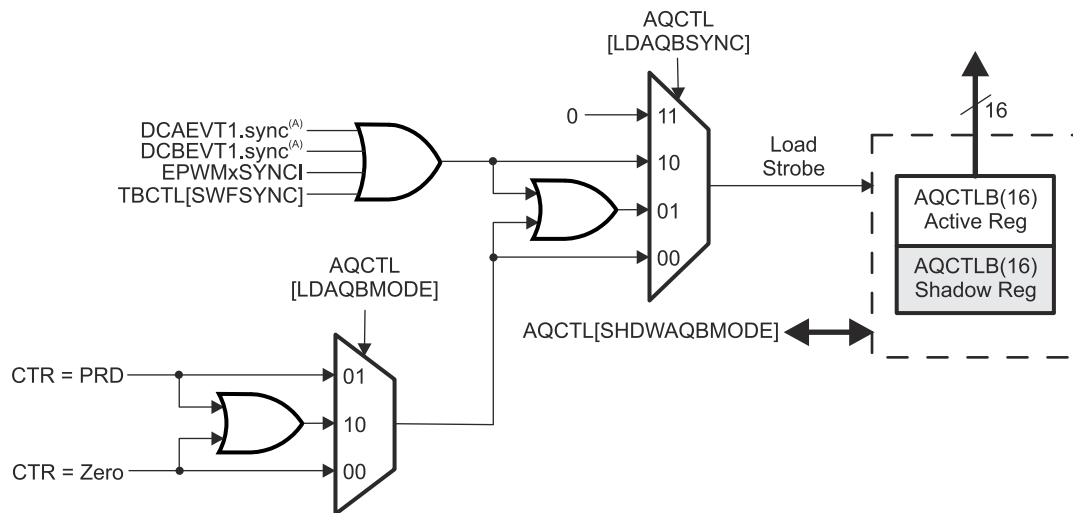 AQCTL
[LDAQBSYNC]
16
0
11
DCAEVT1.sync(A)
DCBEVT1.sync(A)
EPWMxSYNCI
TBCTL[SWFSYNC]
10
Load
Strobe
01
AQCTLB(16)
Active Reg
00
AQCTLB(16)
Shadow Reg
AQCTL
[LDAQBMODE]
AQCTL[SHDWAQBMODE]
CTR = PRD
01
10
CTR = Zero
00